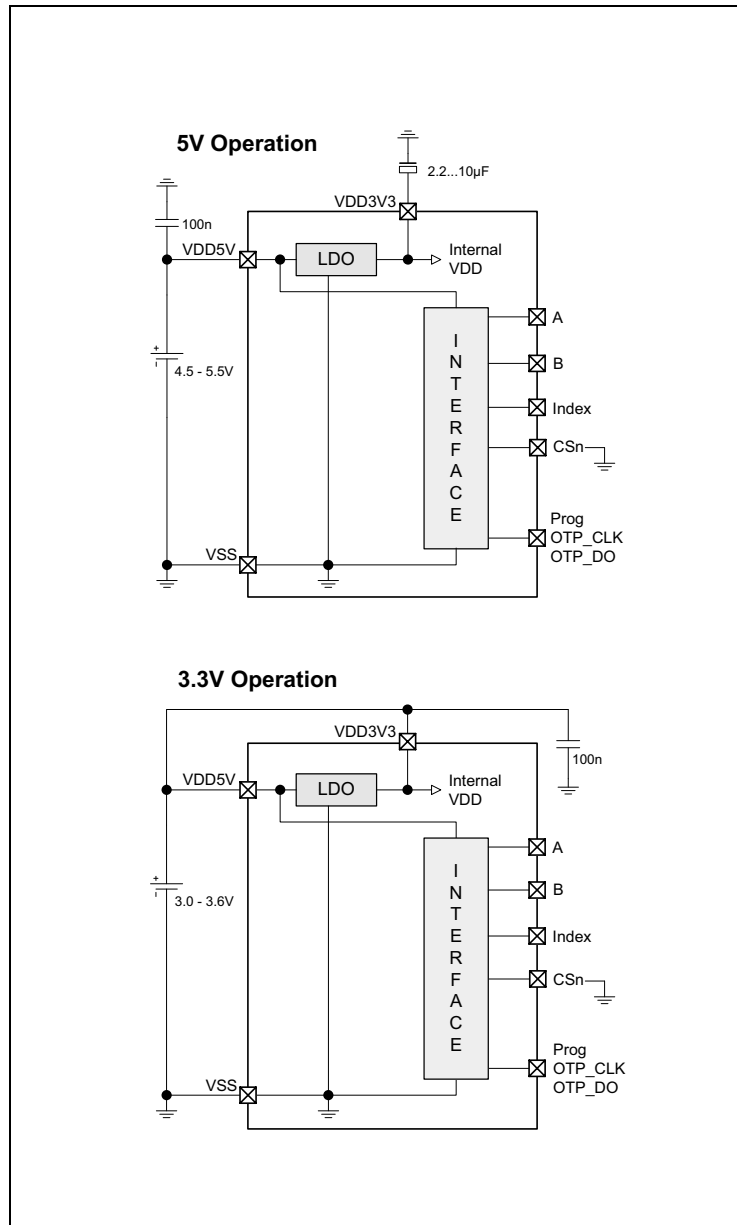 5V Operation
2.2...10µF
VDD3V3
100n
VDD5V
LDO
Internal
VDD
+
-
4.5 - 5.5V
INTERFACE
A
B
Index
CSn
Prog
OTP_CLK
OTP_DO
VSS
3.3V Operation
VDD3V3
100n
VDD5V
LDO
Internal
VDD
+
-
3.0 - 3.6V
INTERFACE
A
B
Index
CSn
Prog
OTP_CLK
OTP_DO
VSS